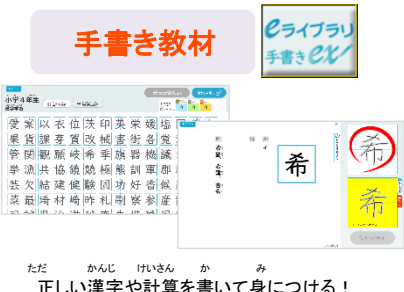 手書き教材
eライブラリ
手書きex
小学4年生
愛 案 以 衣 位 茨 印 英 栄 媛 塩
果 貨 課 芽 賀 改 械 害 街 各 覚
管 関 観 願 岐 希 季 旗 器 機 議
挙 漁 共 協 鏡 競 極 熊 訓 軍 郡
芸 欠 結 建 健 験 固 功 好 香 候
菜 最 埼 材 崎 昨 札 刷 察 参 産
希
希
希
ただ かんじ けいさん か み
正しい漢字や計算を書いて身につける!